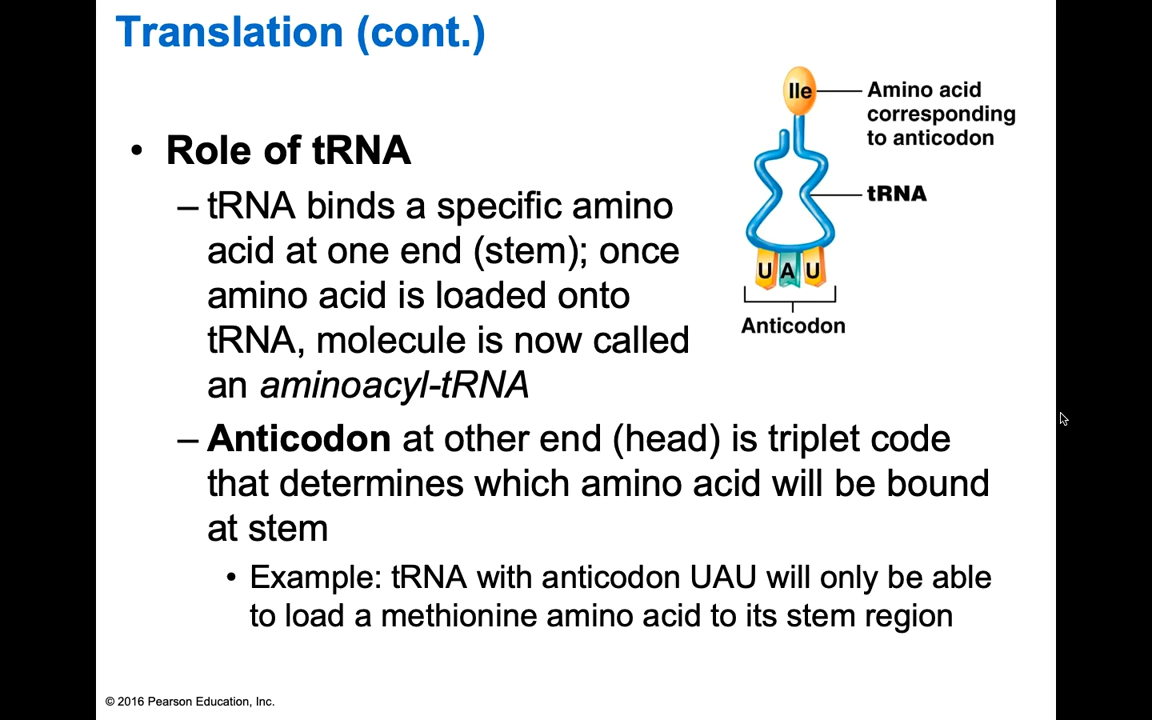 Translation (cont.)
• Role of tRNA
– tRNA binds a specific amino
acid at one end (stem); once
amino acid is loaded onto
tRNA, molecule is now called
an aminoacyl-tRNA
– Anticodon at other end (head) is triplet code
that determines which amino acid will be bound
at stem
• Example: tRNA with anticodon UAU will only be able
to load a methionine amino acid to its stem region
Ile
Amino acid
corresponding
to anticodon
tRNA
U A U
Anticodon
© 2016 Pearson Education, Inc.